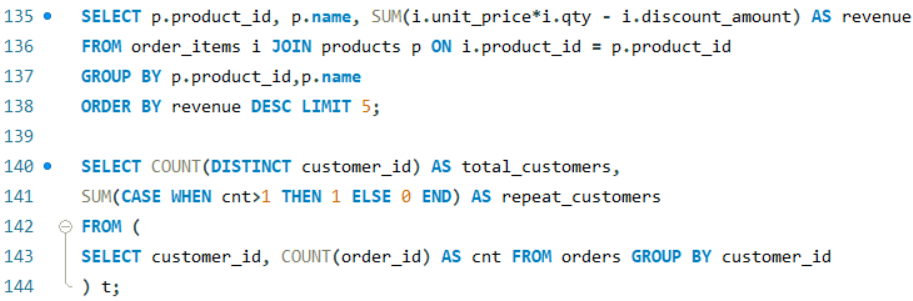 135 SELECT p.product_id, p.name, SUM(i.unit_price*i.qty - i.discount_amount) AS revenue
136 FROM order_items i JOIN products p ON i.product_id = p.product_id
137 GROUP BY p.product_id,p.name
138 ORDER BY revenue DESC LIMIT 5;
139
140 SELECT COUNT(DISTINCT customer_id) AS total_customers,
141 SUM(CASE WHEN cnt>1 THEN 1 ELSE 0 END) AS repeat_customers
142 FROM (
143 SELECT customer_id, COUNT(order_id) AS cnt FROM orders GROUP BY customer_id
144 ) t;